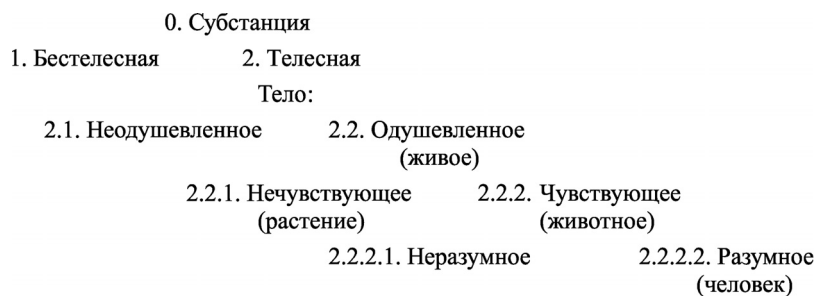 0. Субстанция
1. Бестелесная 2. Телесная
Тело:
2.1. Неодушевленное 2.2. Одушевленное
(живое)
2.2.1. Нечувствующее 2.2.2. Чувствующее
(растение) (животное)
2.2.2.1. Неразумное 2.2.2.2. Разумное
(человек)